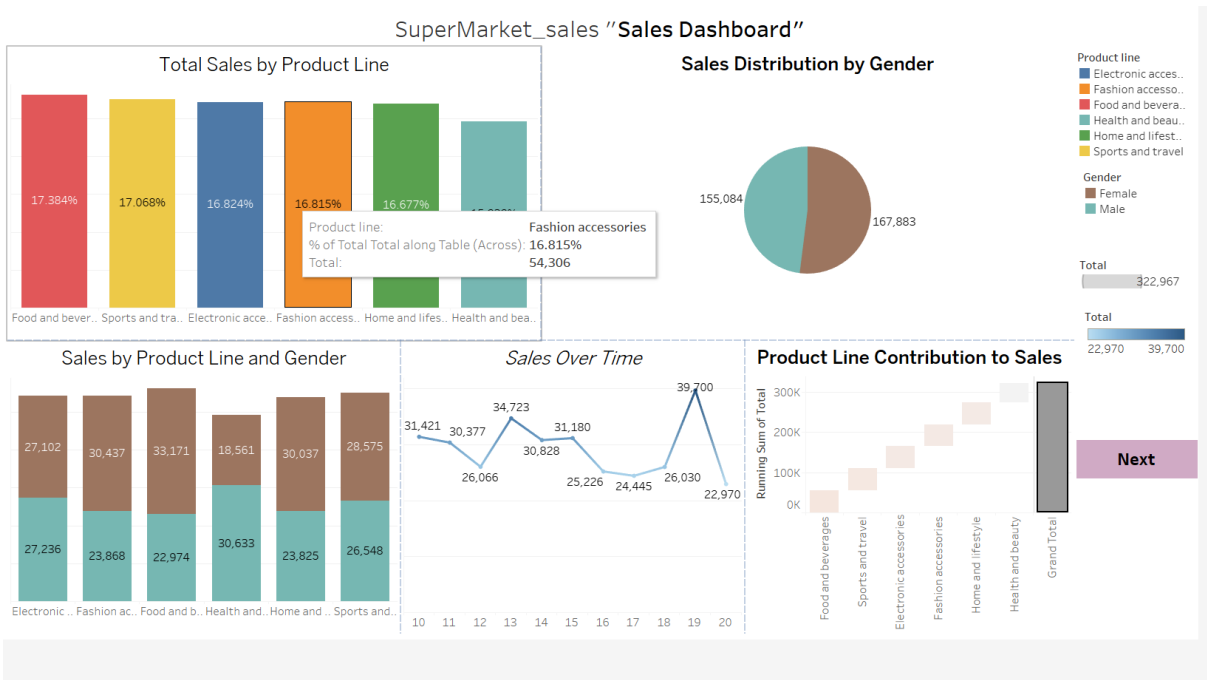 SuperMarket_sales "Sales Dashboard"
Total Sales by Product Line
17.384%
17.068%
16.824%
16.815%
16.677%
Product line: Fashion accessories
% of Total Total along Table (Across): 16.815%
Total: 54,306
Food and bever.. Sports and tra.. Electronic acce.. Fashion access.. Home and lifes.. Health and bea..
Sales Distribution by Gender
155,084
167,883
Product line
Electronic acces..
Fashion accesso..
Food and bevera..
Health and beau..
Home and lifest..
Sports and travel
Gender
Female
Male
Total
322,967
Total
22,970 39,700
Sales by Product Line and Gender
27,102 30,437 33,171 18,561 30,037 28,575
27,236 23,868 22,974 30,633 23,825 26,548
Electronic .. Fashion ac.. Food and b.. Health and.. Home and .. Sports and..
Sales Over Time
31,421
30,377
26,066
34,723
30,828
31,180
25,226
24,445
26,030
39,700
22,970
10 11 12 13 14 15 16 17 18 19 20
Product Line Contribution to Sales
Running Sum of Total
300K
200K
100K
0K
Food and beverages
Sports and travel
Electronic accessories
Fashion accessories
Home and lifestyle
Health and beauty
Grand Total
Next